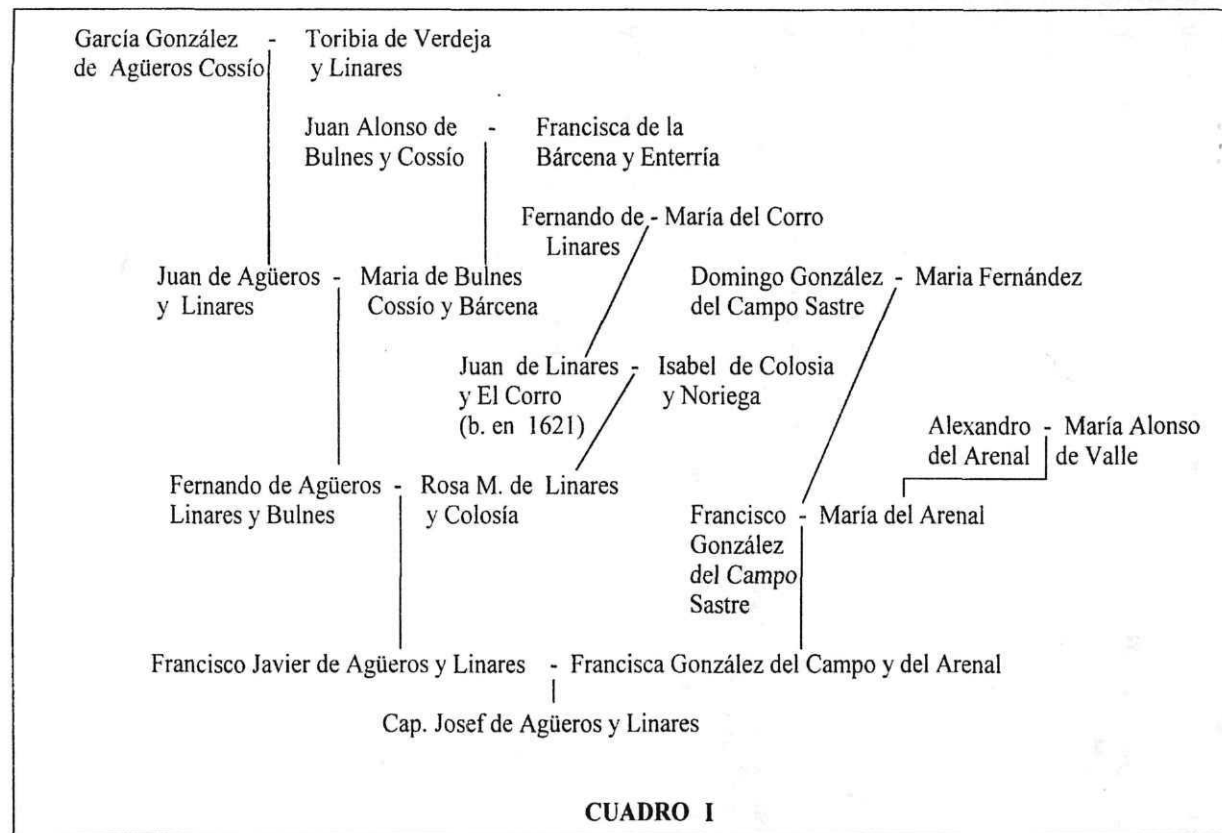 García González - Toribia de Verdeja
de Agüeros Cossío y Linares
Juan Alonso de - Francisca de la
Bulnes y Cossío Bárcena y Enterría
Fernando de - María del Corro
Linares
Juan de Agüeros - Maria de Bulnes
y Linares Cossío y Bárcena
Domingo González - Maria Fernández
del Campo Sastre
Juan de Linares - Isabel de Colosia
y El Corro y Noriega
(b. en 1621)
Alexandro - María Alonso
del Arenal de Valle
Fernando de Agüeros - Rosa M. de Linares
Linares y Bulnes y Colosía
Francisco - María del Arenal
González
del Campo
Sastre
Francisco Javier de Agüeros y Linares - Francisca González del Campo y del Arenal
Cap. Josef de Agüeros y Linares
CUADRO I